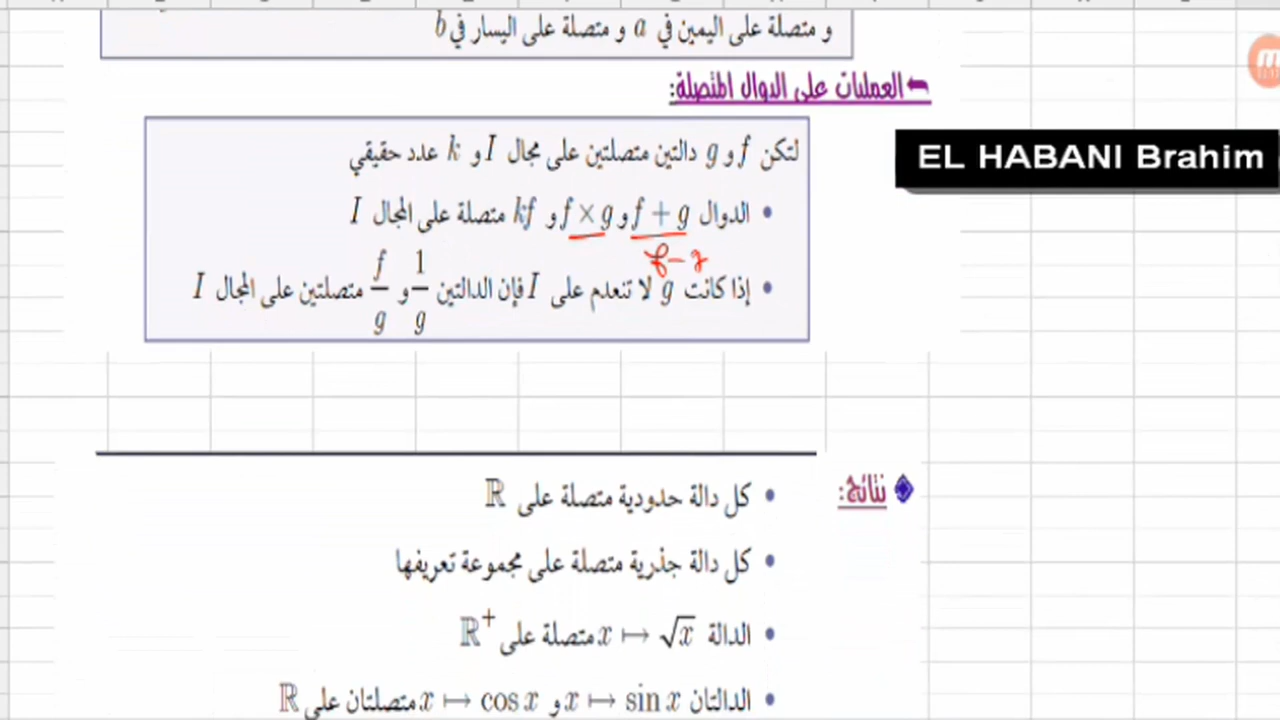 و متصلة على اليمين في a و متصلة على اليسار في b
العمليات على الدوال المتصلة:
EL HABANI Brahim
لتكن f و g دالتين متصلتين على مجال I و k عدد حقيقي
• الدوال f + g و f × g و kf متصلة على المجال I
f - g
• إذا كانت g لا تنعدم على I فإن الدالتين 1/g و f/g متصلتين على المجال I
نتائج:
• كل دالة حدودية متصلة على ℝ
• كل دالة جذرية متصلة على مجموعة تعريفها
• الدالة x ↦ √x متصلة على ℝ⁺
• الدالتان x ↦ sin x و x ↦ cos x متصلتان على ℝ